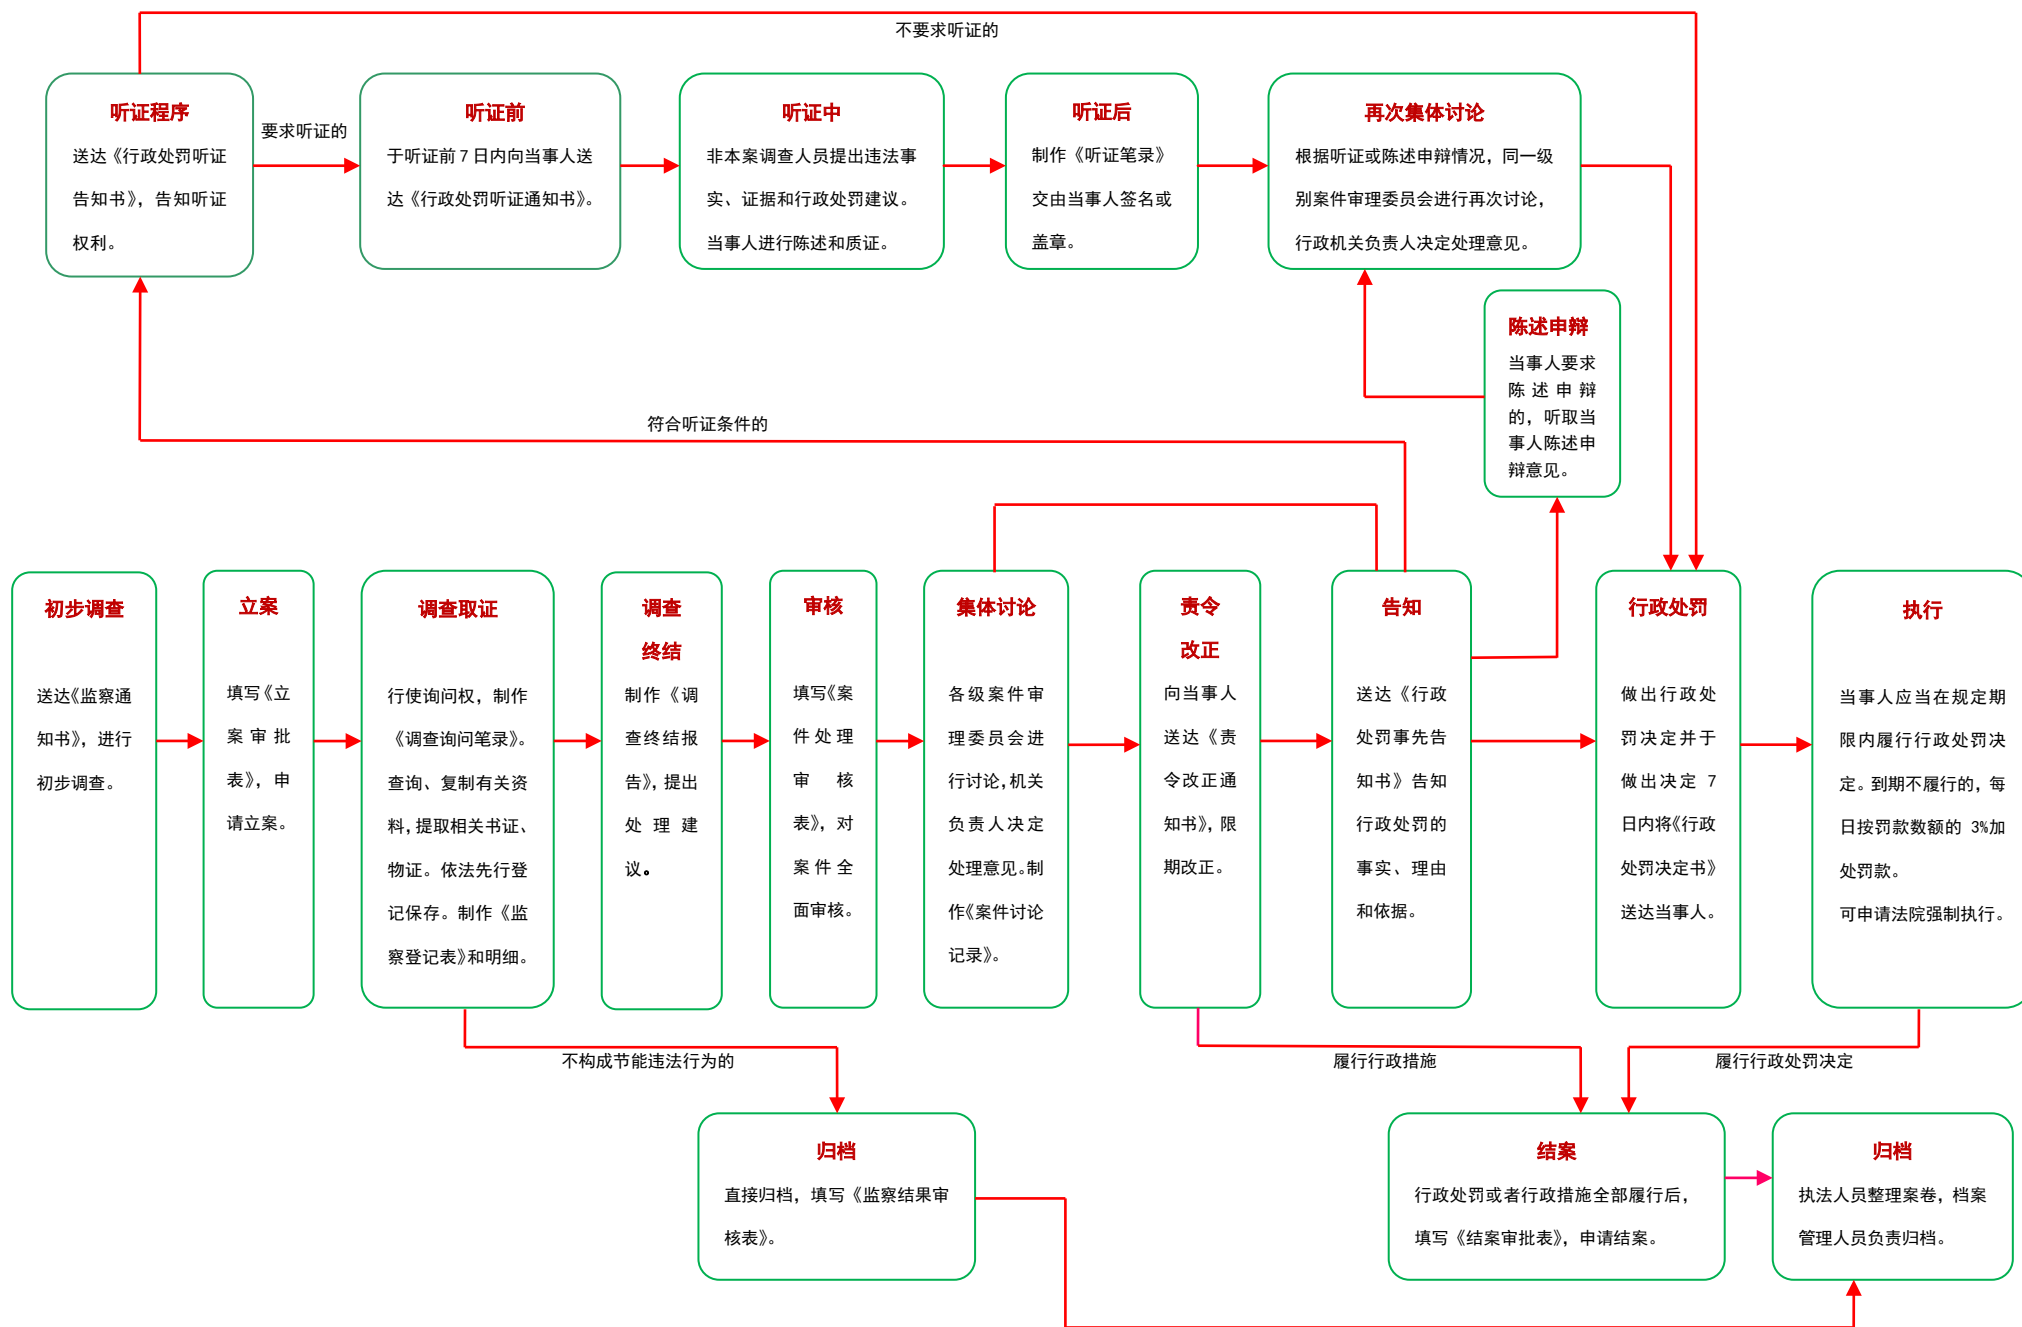 不要求听证的
听证程序
送达《行政处罚听证
告知书》，告知听证
权利。
要求听证的
听证前
于听证前7日内向当事人送
达《行政处罚听证通知书》。
听证中
非本案调查人员提出违法事
实、证据和行政处罚建议。
当事人进行陈述和质证。
听证后
制作《听证笔录》
交由当事人签名或
盖章。
再次集体讨论
根据听证或陈述申辩情况，同一级
别案件审理委员会进行再次讨论，
行政机关负责人决定处理意见。
陈述申辩
当事人要求
陈述申辩
的，听取当
事人陈述申
辩意见。
符合听证条件的
初步调查
送达《监察通
知书》，进行
初步调查。
立案
填写《立
案审批
表》，申
请立案。
调查取证
行使询问权，制作
《调查询问笔录》。
查询、复制有关资
料，提取相关书证、
物证。依法先行登
记保存。制作《监
察登记表》和明细。
调查
终结
制作《调
查终结报
告》，提出
处理建
议。
审核
填写《案
件处理
审核
表》，对
案件全
面审核。
集体讨论
各级案件审
理委员会进
行讨论，机关
负责人决定
处理意见。制
作《案件讨论
记录》。
责令
改正
向当事人
送达《责
令改正通
知书》，限
期改正。
告知
送达《行政
处罚事先告
知书》告知
行政处罚的
事实、理由
和依据。
行政处罚
做出行政处
罚决定并于
做出决定 7
日内将《行政
处罚决定书》
送达当事人。
执行
当事人应当在规定期
限内履行行政处罚决
定。到期不履行的，每
日按罚款数额的 3%加
处罚款。
可申请法院强制执行。
不构成节能违法行为的
履行行政措施
履行行政处罚决定
归档
直接归档，填写《监察结果审
核表》。
结案
行政处罚或者行政措施全部履行后，
填写《结案审批表》，申请结案。
归档
执法人员整理案卷，档案
管理人员负责归档。